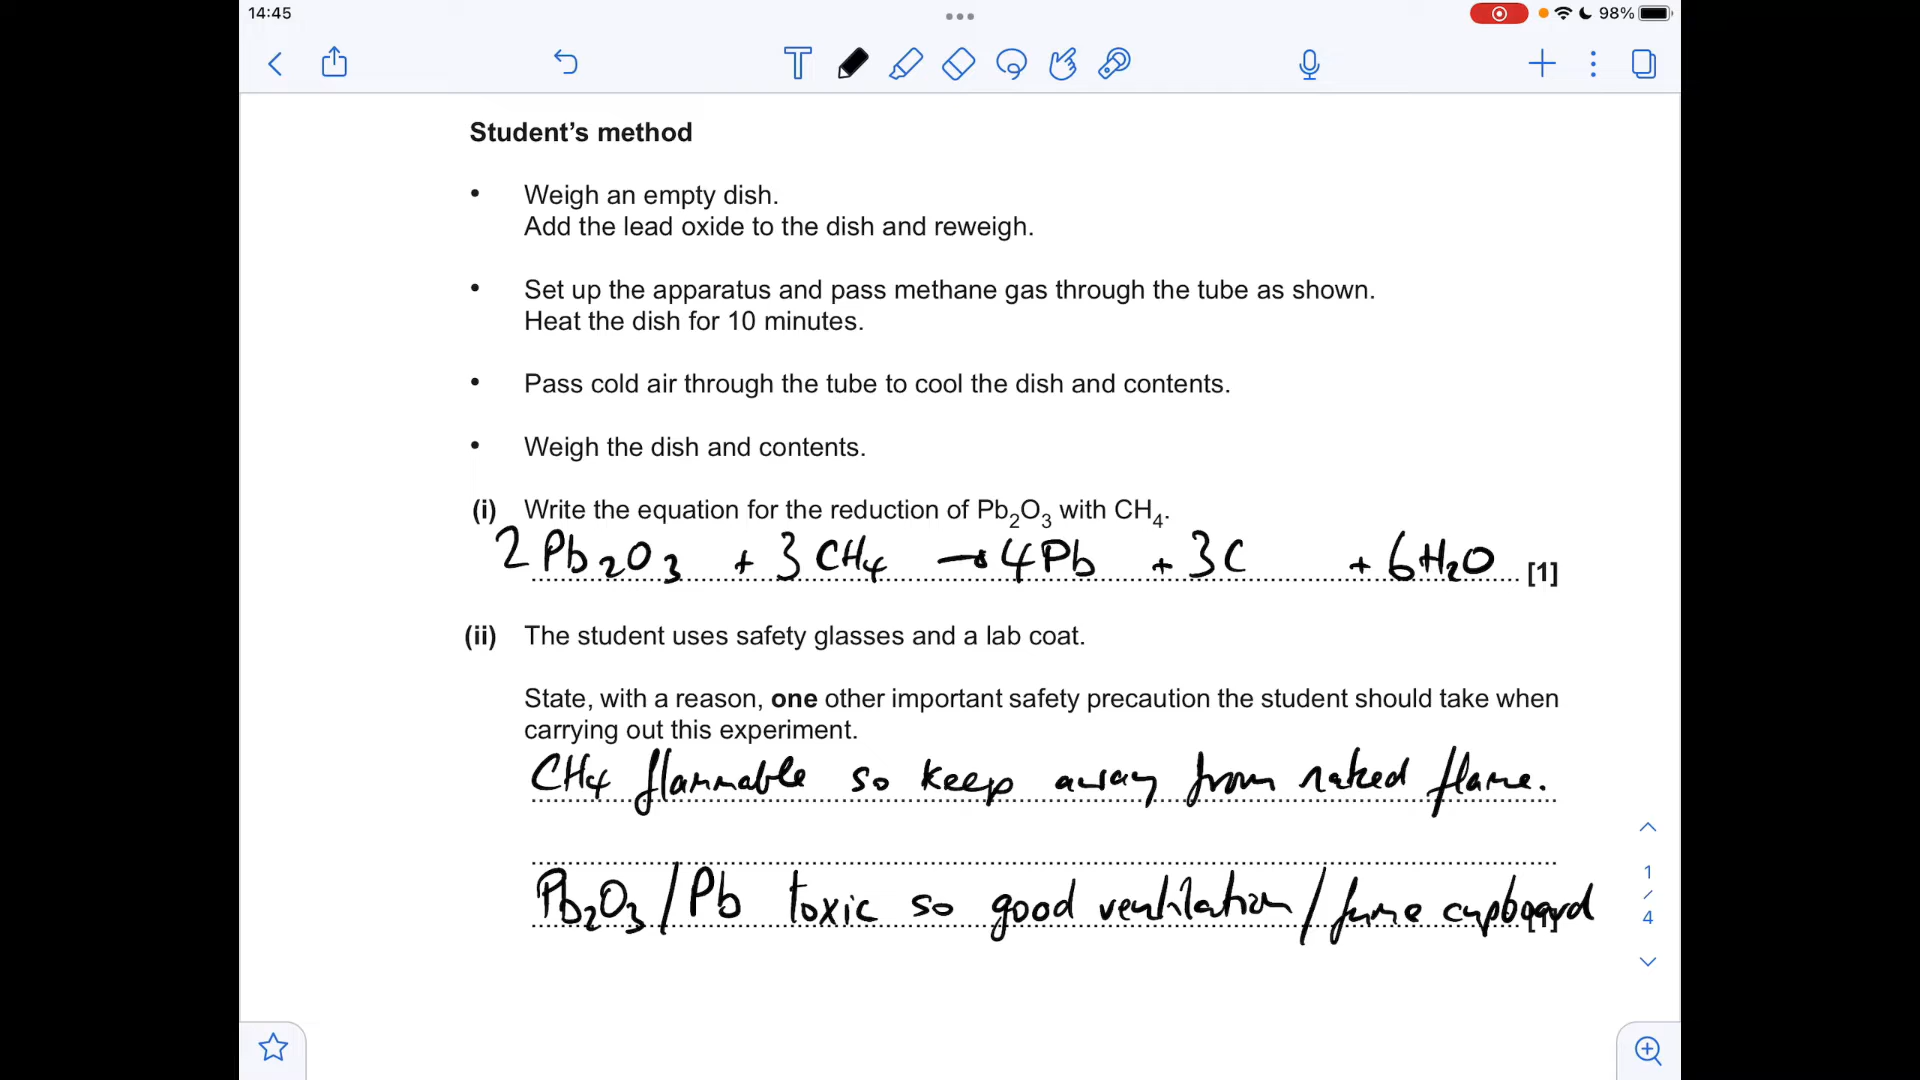 14:45
98%
Student's method
• Weigh an empty dish.
Add the lead oxide to the dish and reweigh.
• Set up the apparatus and pass methane gas through the tube as shown.
Heat the dish for 10 minutes.
• Pass cold air through the tube to cool the dish and contents.
• Weigh the dish and contents.
(i) Write the equation for the reduction of Pb₂O₃ with CH₄.
2 Pb₂O₃ + 3 CH₄ → 4Pb + 3C + 6H₂O [1]
(ii) The student uses safety glasses and a lab coat.
State, with a reason, one other important safety precaution the student should take when
carrying out this experiment.
CH₄ flammable so keep away from naked flame.
Pb₂O₃/Pb toxic so good ventilation/fume cupboard [1]
1
/
4